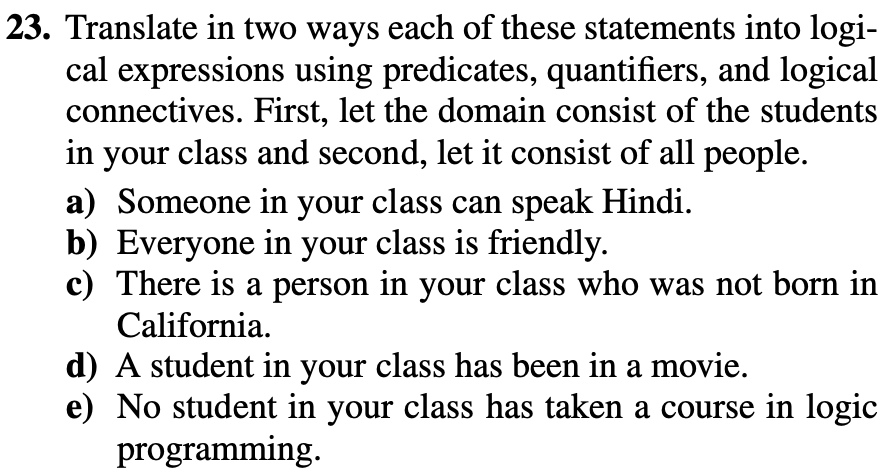 23. Translate in two ways each of these statements into logi-
cal expressions using predicates, quantifiers, and logical
connectives. First, let the domain consist of the students
in your class and second, let it consist of all people.
a) Someone in your class can speak Hindi.
b) Everyone in your class is friendly.
c) There is a person in your class who was not born in
California.
d) A student in your class has been in a movie.
e) No student in your class has taken a course in logic
programming.